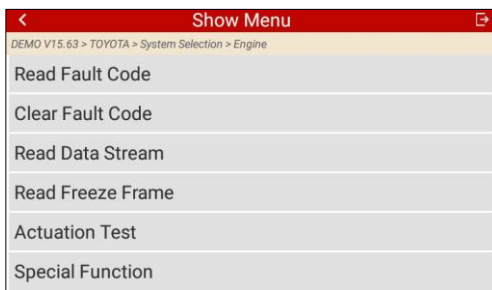 Show Menu
DEMO V15.63 > TOYOTA > System Selection > Engine
Read Fault Code
Clear Fault Code
Read Data Stream
Read Freeze Frame
Actuation Test
Special Function